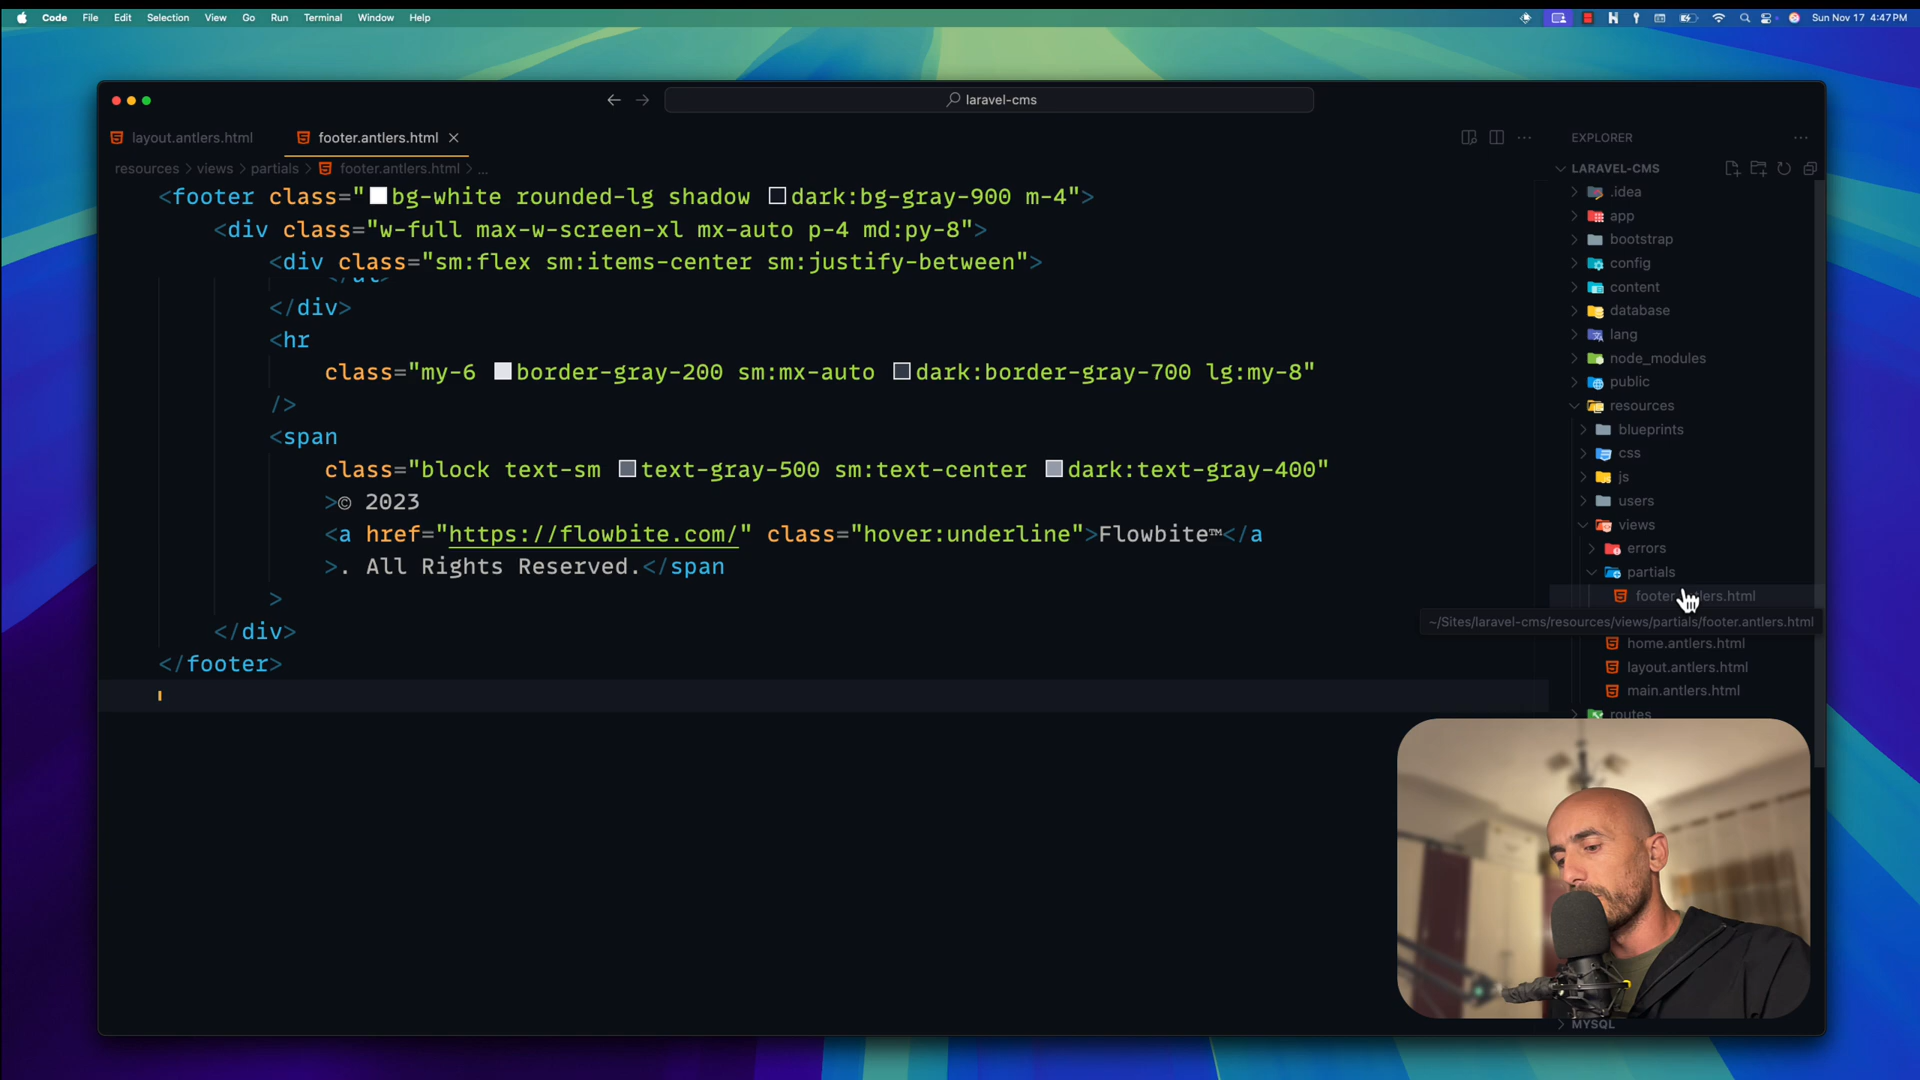 Code File Edit Selection View Go Run Terminal Window Help
Sun Nov 17 4:47 PM
laravel-cms
layout.antlers.html
footer.antlers.html
resources > views > partials > footer.antlers.html > ...
<footer class="bg-white rounded-lg shadow dark:bg-gray-900 m-4">
<div class="w-full max-w-screen-xl mx-auto p-4 md:py-8">
<div class="sm:flex sm:items-center sm:justify-between">
</div>
<hr
class="my-6 border-gray-200 sm:mx-auto dark:border-gray-700 lg:my-8"
/>
<span
class="block text-sm text-gray-500 sm:text-center dark:text-gray-400"
>© 2023
<a href="https://flowbite.com/" class="hover:underline">Flowbite™</a
>. All Rights Reserved.</span
>
</div>
</footer>
EXPLORER
LARAVEL-CMS
.idea
app
bootstrap
config
content
database
lang
node_modules
public
resources
blueprints
css
js
users
views
errors
partials
~/Sites/laravel-cms/resources/views/partials/footer.antlers.html
home.antlers.html
layout.antlers.html
main.antlers.html
routes
MYSQL